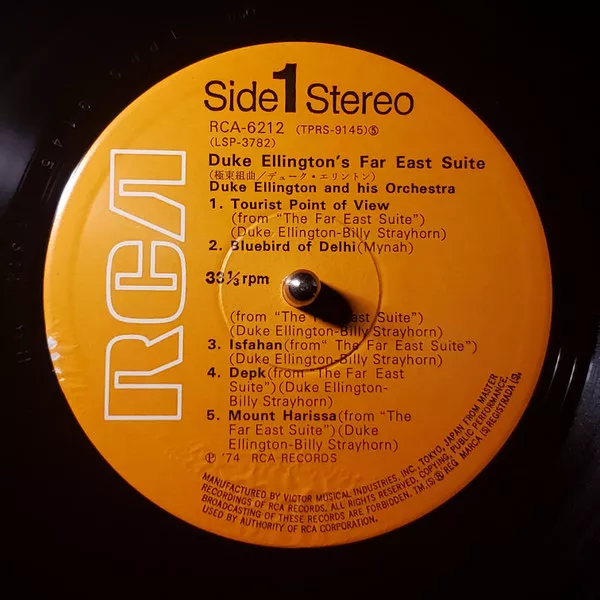 RCA
Side 1 Stereo
RCA-6212 (TPRS-9145)Ⓢ
(LSP-3782)
Duke Ellington's Far East Suite
(極東組曲/デューク・エリントン)
Duke Ellington and his Orchestra
1. Tourist Point of View
(from "The Far East Suite")
(Duke Ellington-Billy Strayhorn)
2. Bluebird of Delhi(Mynah)
33⅓rpm
(from "The Far East Suite")
(Duke Ellington-Billy Strayhorn)
3. Isfahan(from" The Far East Suite")
(Duke Ellington-Billy Strayhorn)
4. Depk(from "The Far East
Suite")(Duke Ellington-
Billy Strayhorn)
5. Mount Harissa(from "The
Far East Suite")(Duke
Ellington-Billy Strayhorn)
℗ '74 RCA RECORDS
MANUFACTURED BY VICTOR MUSICAL INDUSTRIES, INC., TOKYO, JAPAN FROM MASTER
RECORDINGS OF RCA RECORDS. ALL RIGHTS RESERVED, COPYING, PUBLIC PERFORMANCE,
BROADCASTING OF THESE RECORDS ARE FORBIDDEN. TM.(S)® REG MARCA (S) REGISTRADA
USED BY AUTHORITY OF RCA CORPORATION.